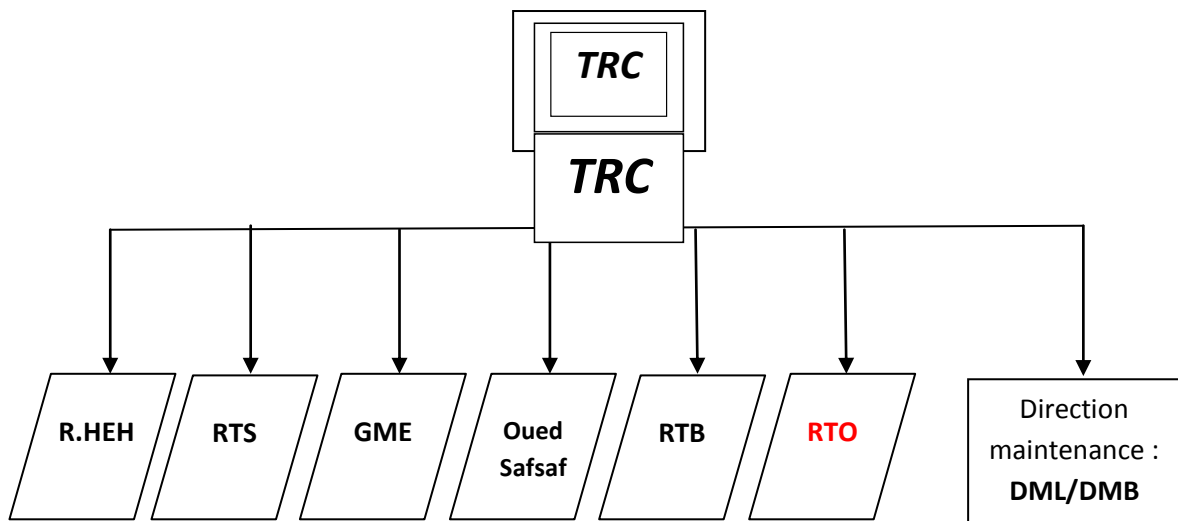 TRC
TRC
R.HEH
RTS
GME
Oued
Safsaf
RTB
RTO
Direction
maintenance :
DML/DMB